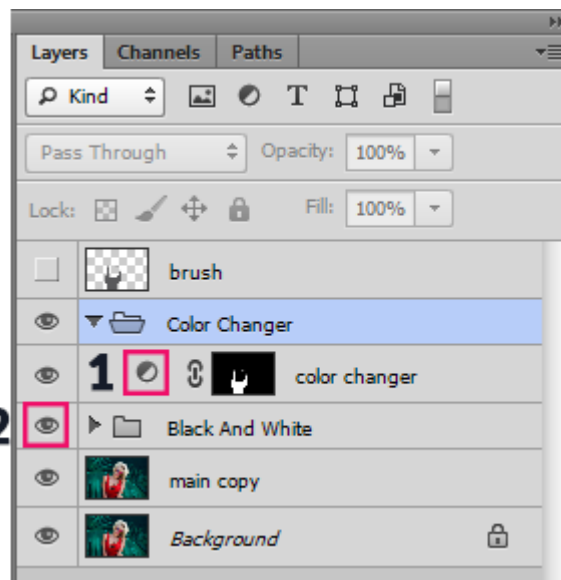 Layers Channels Paths
Kind T
Pass Through Opacity: 100%
Lock: Fill: 100%
brush
Color Changer
1 color changer
2 Black And White
main copy
Background